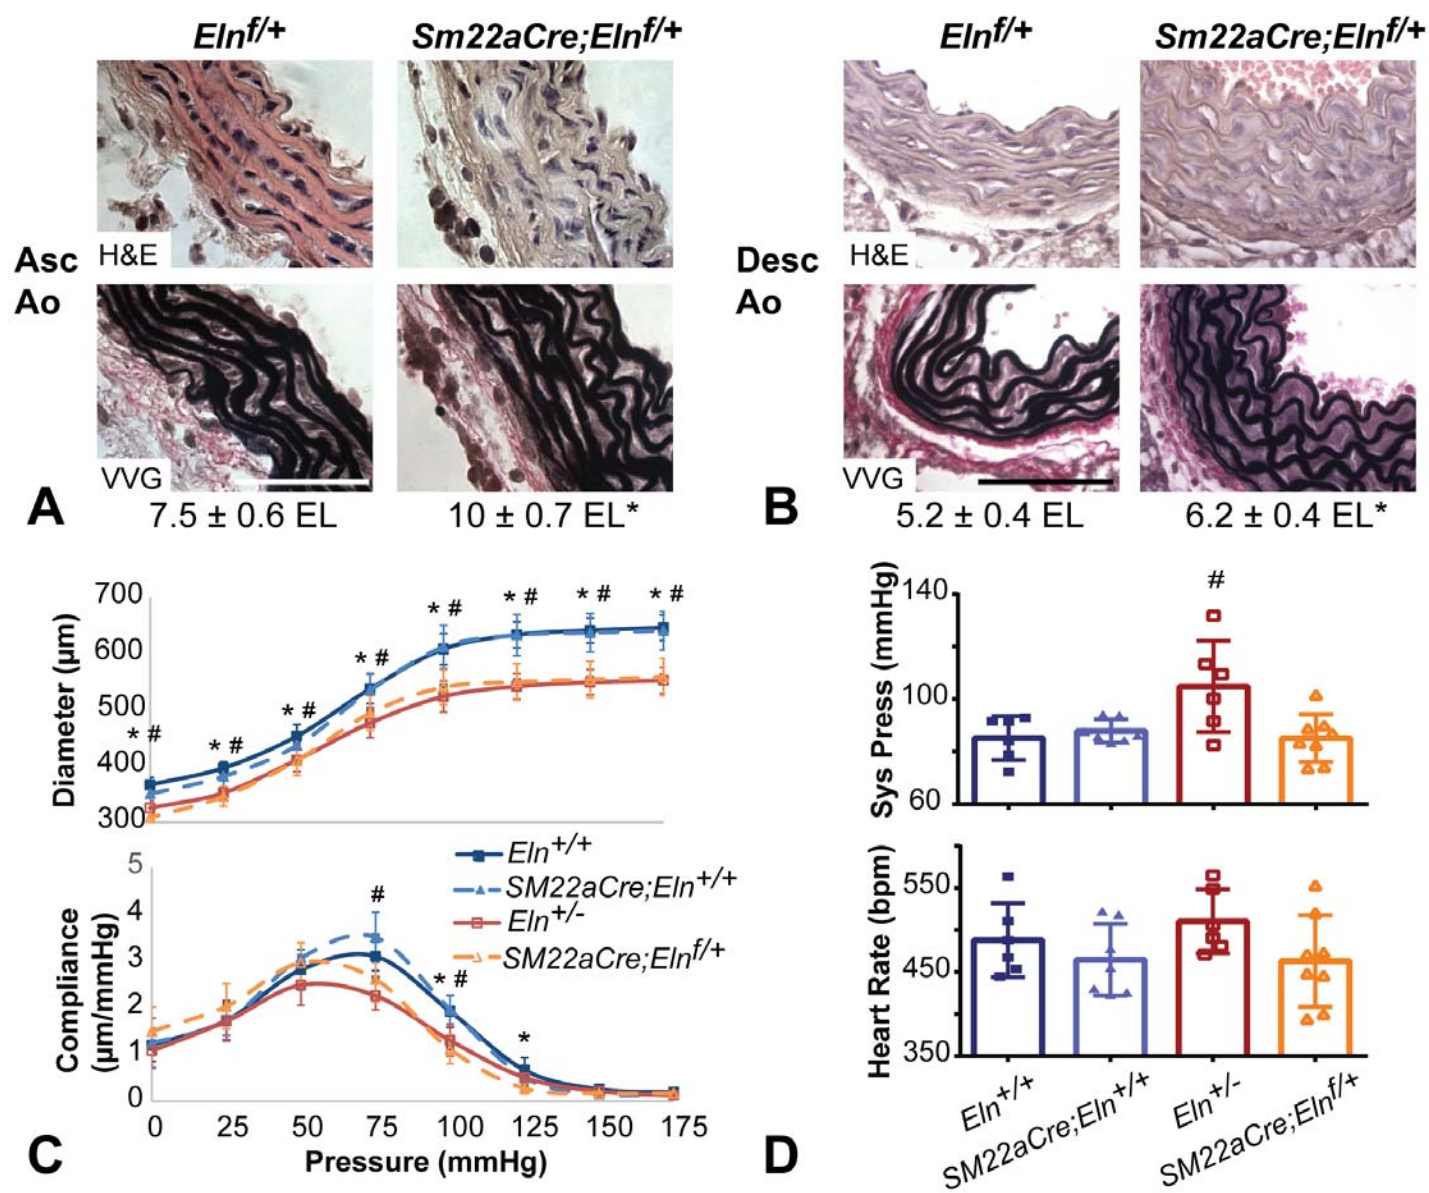 Eln^f/+ Sm22aCre;Eln^f/+
H&E
Asc
Ao
VVG
A 7.5 ± 0.6 EL 10 ± 0.7 EL*
Eln^f/+ Sm22aCre;Eln^f/+
H&E
Desc
Ao
VVG
B 5.2 ± 0.4 EL 6.2 ± 0.4 EL*
Diameter (µm)
700
600
500
400
300
* # * # * # * # * # * # * # * #
Compliance
(µm/mmHg)
5
4
3
2
1
0
# * # *
Eln^+/+
SM22aCre;Eln^+/+
Eln^+/-
SM22aCre;Eln^f/+
0 25 50 75 100 125 150 175
Pressure (mmHg)
C
Sys Press (mmHg)
140
100
60
#
Heart Rate (bpm)
550
450
350
Eln^+/+
SM22aCre;Eln^+/+
Eln^+/-
SM22aCre;Eln^f/+
D